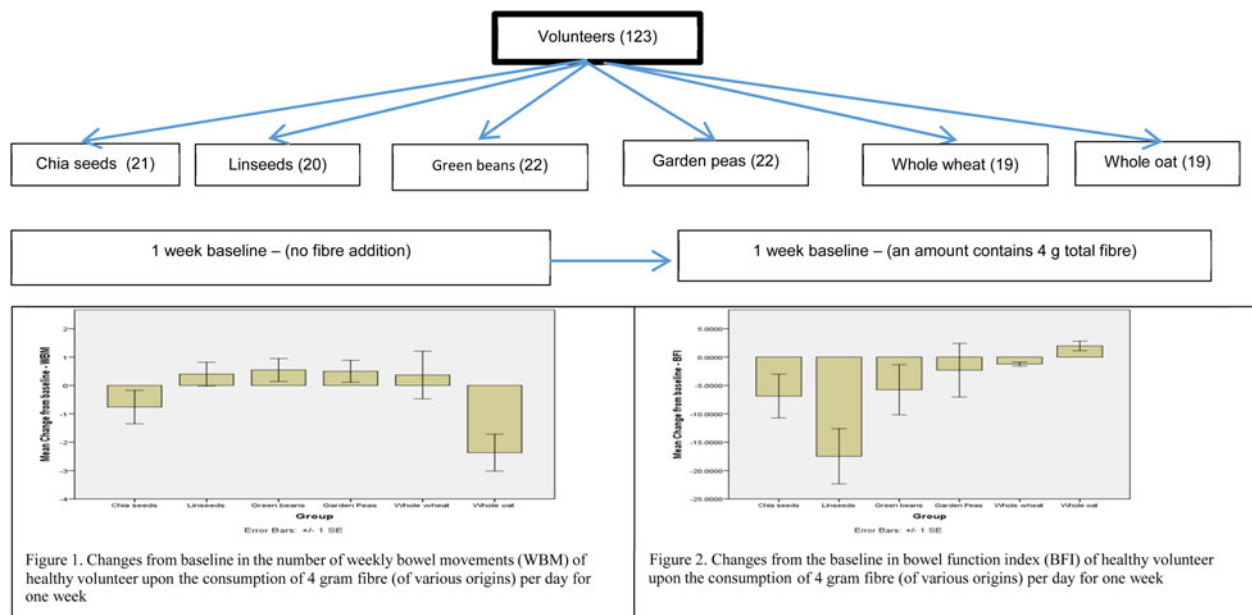 Volunteers (123)
Chia seeds (21)
Linseeds (20)
Green beans (22)
Garden peas (22)
Whole wheat (19)
Whole oat (19)
1 week baseline – (no fibre addition)
1 week baseline – (an amount contains 4 g total fibre)
Mean Change from baseline - WBM
2
1
0
-1
-2
-3
-4
Chia seeds Linseeds Green beans Garden Peas Whole wheat Whole oat
Group
Error Bars: +/- 1 SE
Figure 1. Changes from baseline in the number of weekly bowel movements (WBM) of
healthy volunteer upon the consumption of 4 gram fibre (of various origins) per day for
one week
Mean Change from baseline - BFI
5.0000
0.0000
-5.0000
-10.0000
-15.0000
-20.0000
-25.0000
Chia seeds Linseeds Green beans Garden Peas Whole wheat Whole oat
Group
Error Bars: +/- 1 SE
Figure 2. Changes from the baseline in bowel function index (BFI) of healthy volunteer
upon the consumption of 4 gram fibre (of various origins) per day for one week